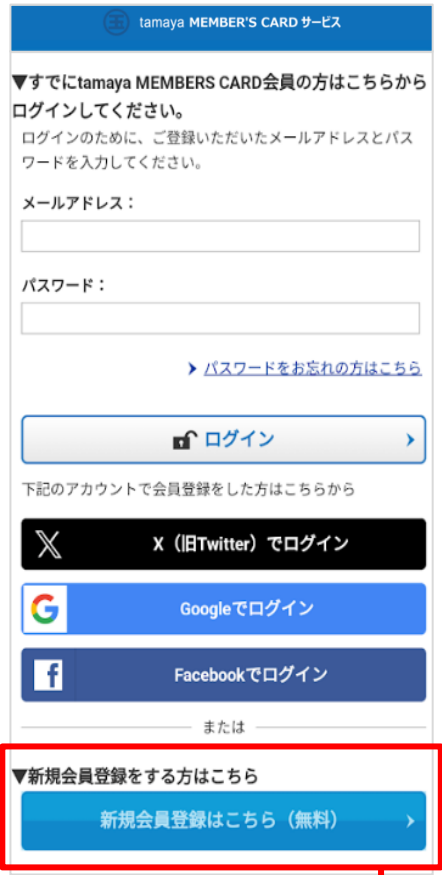 玉 tamaya MEMBER'S CARD サービス
▼すでにtamaya MEMBERS CARD会員の方はこちらから
ログインしてください。
ログインのために、ご登録いただいたメールアドレスとパス
ワードを入力してください。
メールアドレス：
パスワード：
パスワードをお忘れの方はこちら
ログイン
下記のアカウントで会員登録をした方はこちらから
X（旧Twitter）でログイン
Googleでログイン
Facebookでログイン
または
▼新規会員登録をする方はこちら
新規会員登録はこちら（無料）